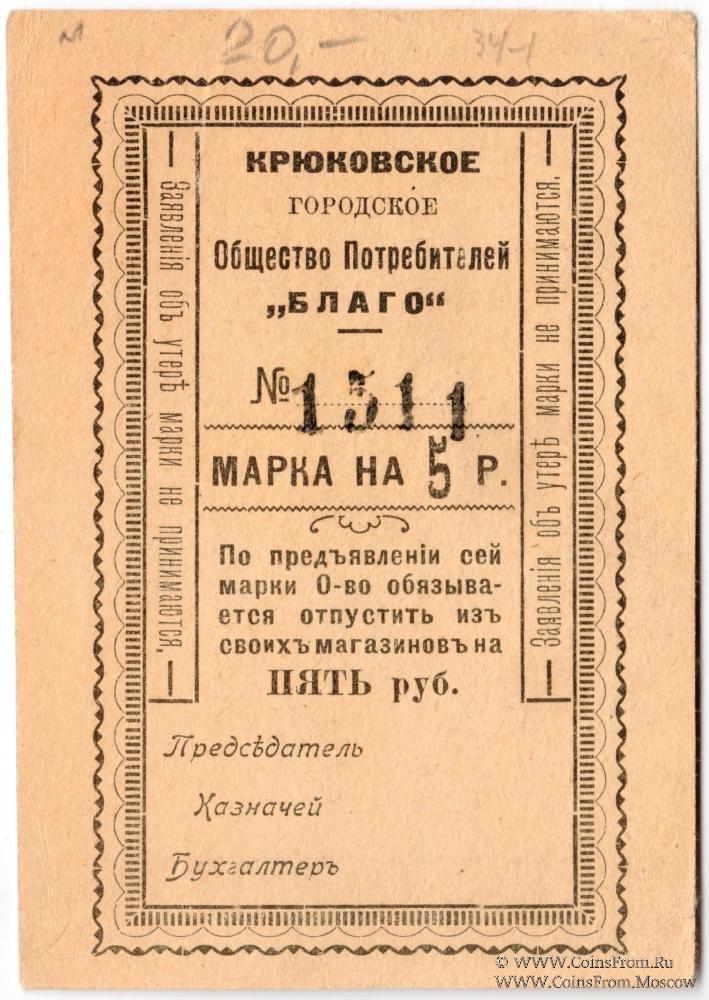 м 20,— 34-1
КРЮКОВСКОЕ
ГОРОДСКОЕ
Общество Потребителей
„БЛАГО“
№ 1511
МАРКА НА 5 Р.
По предъявленіи сей
марки О-во обязыва-
ется отпустить изъ
своихъ магазиновъ на
ПЯТЬ руб.
Предсѣдатель
Казначей
Бухгалтеръ
Заявленія объ утерѣ марки не принимаются.
Заявленія объ утерѣ марки не принимаются.
© WWW.CoinsFrom.Ru
WWW.CoinsFrom.Moscow